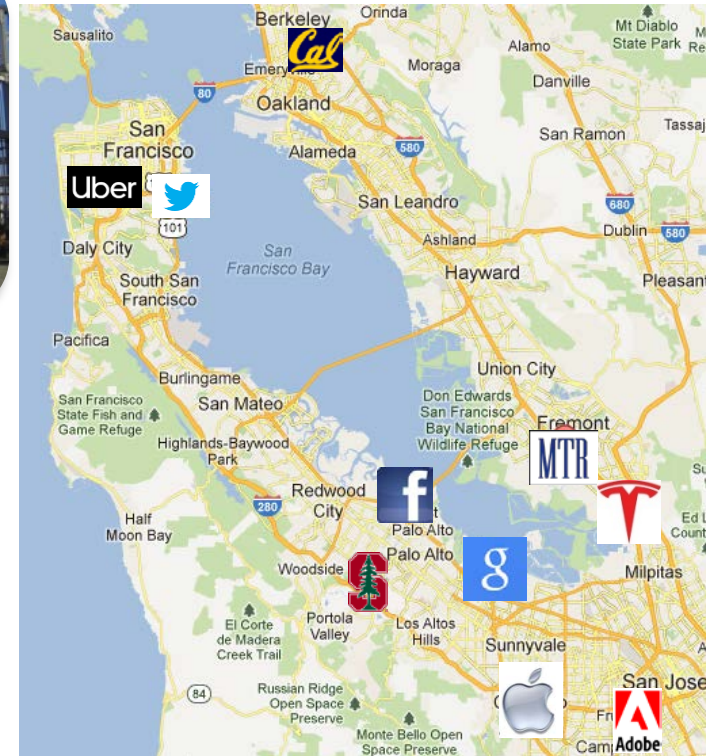 Orinda
Berkeley
Mt Diablo
State Park
Sausalito
Cal
Alamo
Moraga
Danville
80
Oakland
San
Francisco
Alameda
580
San Ramon
Tassaj
Uber
San Leandro
680
101
Dublin
580
Ashland
Daly City
San
Francisco Bay
Hayward
Pleasant
South San
Francisco
Pacifica
Union City
Burlingame
San Francisco
State Fish and
Game Refuge
San Mateo
Don Edwards
San Francisco
Bay National
Wildlife Refuge
Fremont
Highlands-Baywood
Park
MTR
Redwood
City
f
280
Half
Moon Bay
Palo Alto
Palo Alto
g
Milpitas
Woodside
S
Portola
Valley
Los Altos
Hills
El Corte
de Madera
Creek Trail
Sunnyvale
San Jose
84
Russian Ridge
Open Space
Preserve
Monte Bello Open
Space Preserve
Adobe